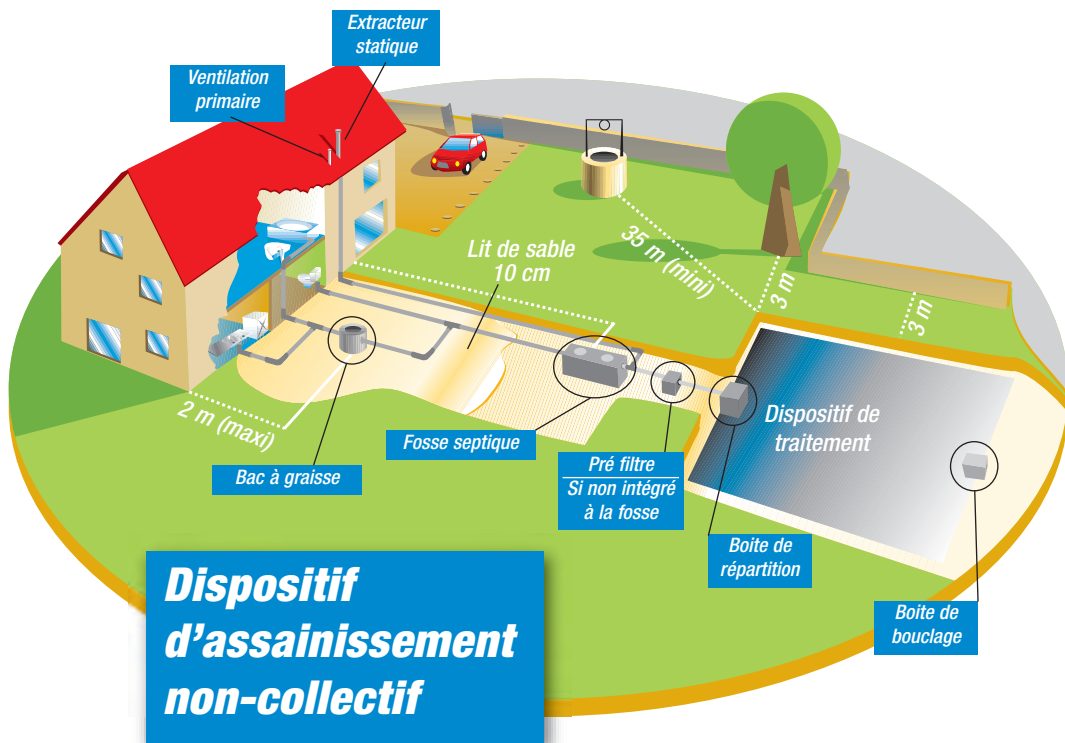 Extracteur
statique
Ventilation
primaire
Lit de sable
10 cm
35 m (mini)
3 m
3 m
2 m (maxi)
Dispositif de
traitement
Fosse septique
Bac à graisse
Pré filtre
Si non intégré
à la fosse
Boite de
répartition
Boite de
bouclage
Dispositif
d’assainissement
non-collectif